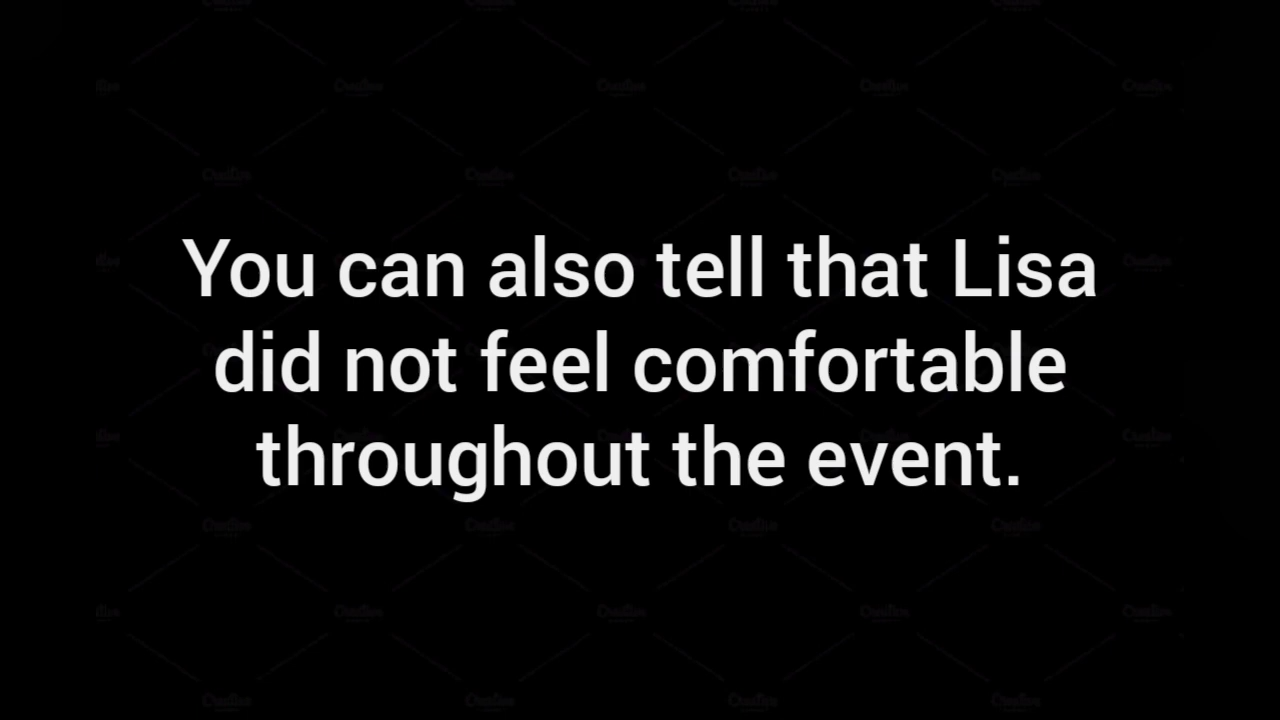 You can also tell that Lisa
did not feel comfortable
throughout the event.